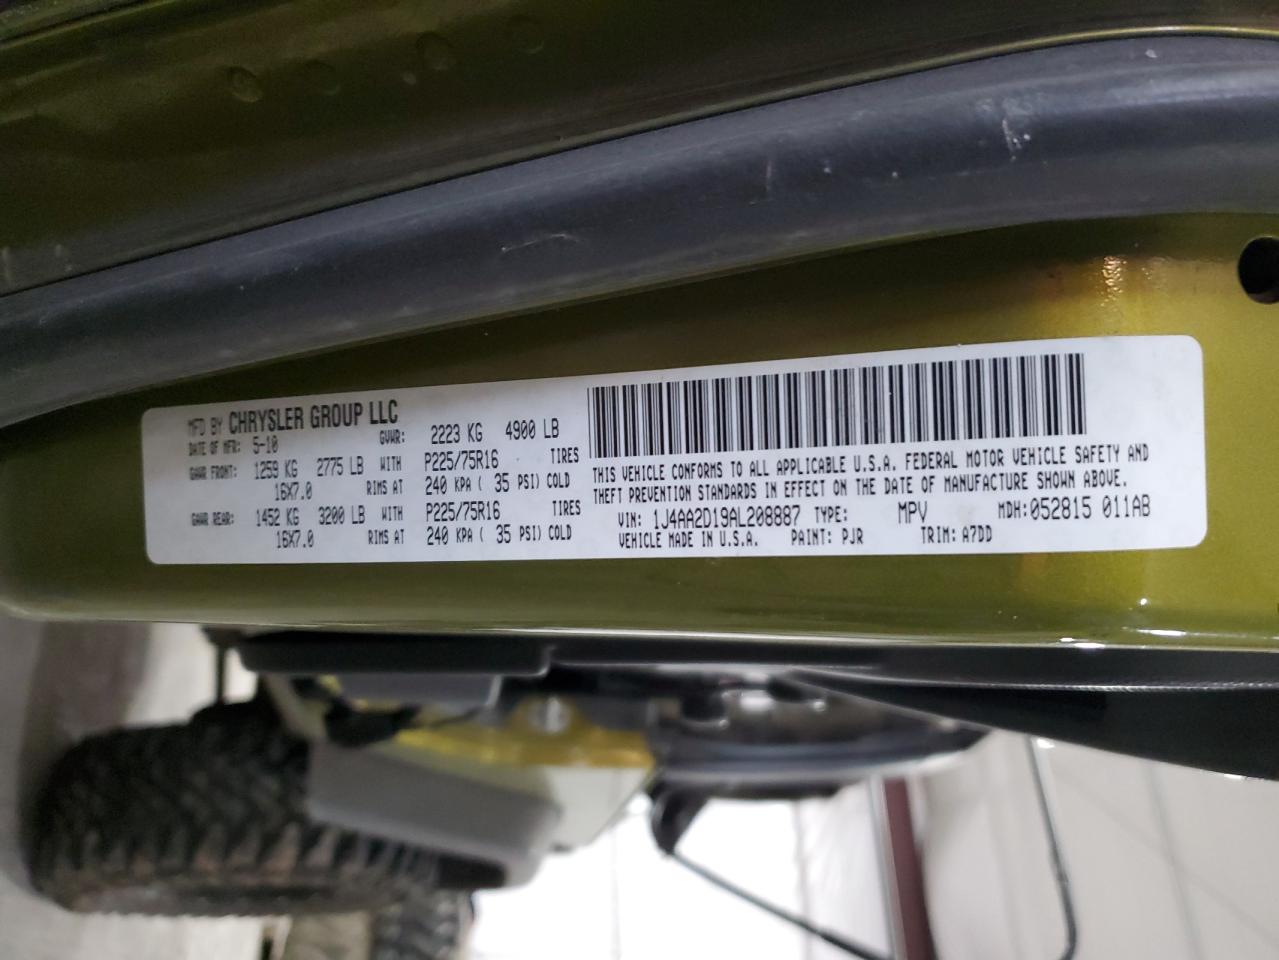 MFD BY CHRYSLER GROUP LLC
DATE OF MFR: 5-10 GVWR: 2223 KG 4900 LB
GAWR FRONT: 1259 KG 2775 LB WITH P225/75R16 TIRES
16X7.0 RIMS AT 240 KPA ( 35 PSI) COLD
GAWR REAR: 1452 KG 3200 LB WITH P225/75R16 TIRES
16X7.0 RIMS AT 240 KPA ( 35 PSI) COLD
THIS VEHICLE CONFORMS TO ALL APPLICABLE U.S.A. FEDERAL MOTOR VEHICLE SAFETY AND
THEFT PREVENTION STANDARDS IN EFFECT ON THE DATE OF MANUFACTURE SHOWN ABOVE.
VIN: 1J4AA2D19AL208887 TYPE: MPV MDH: 052815 011AB
VEHICLE MADE IN U.S.A. PAINT: PJR TRIM: A7DD